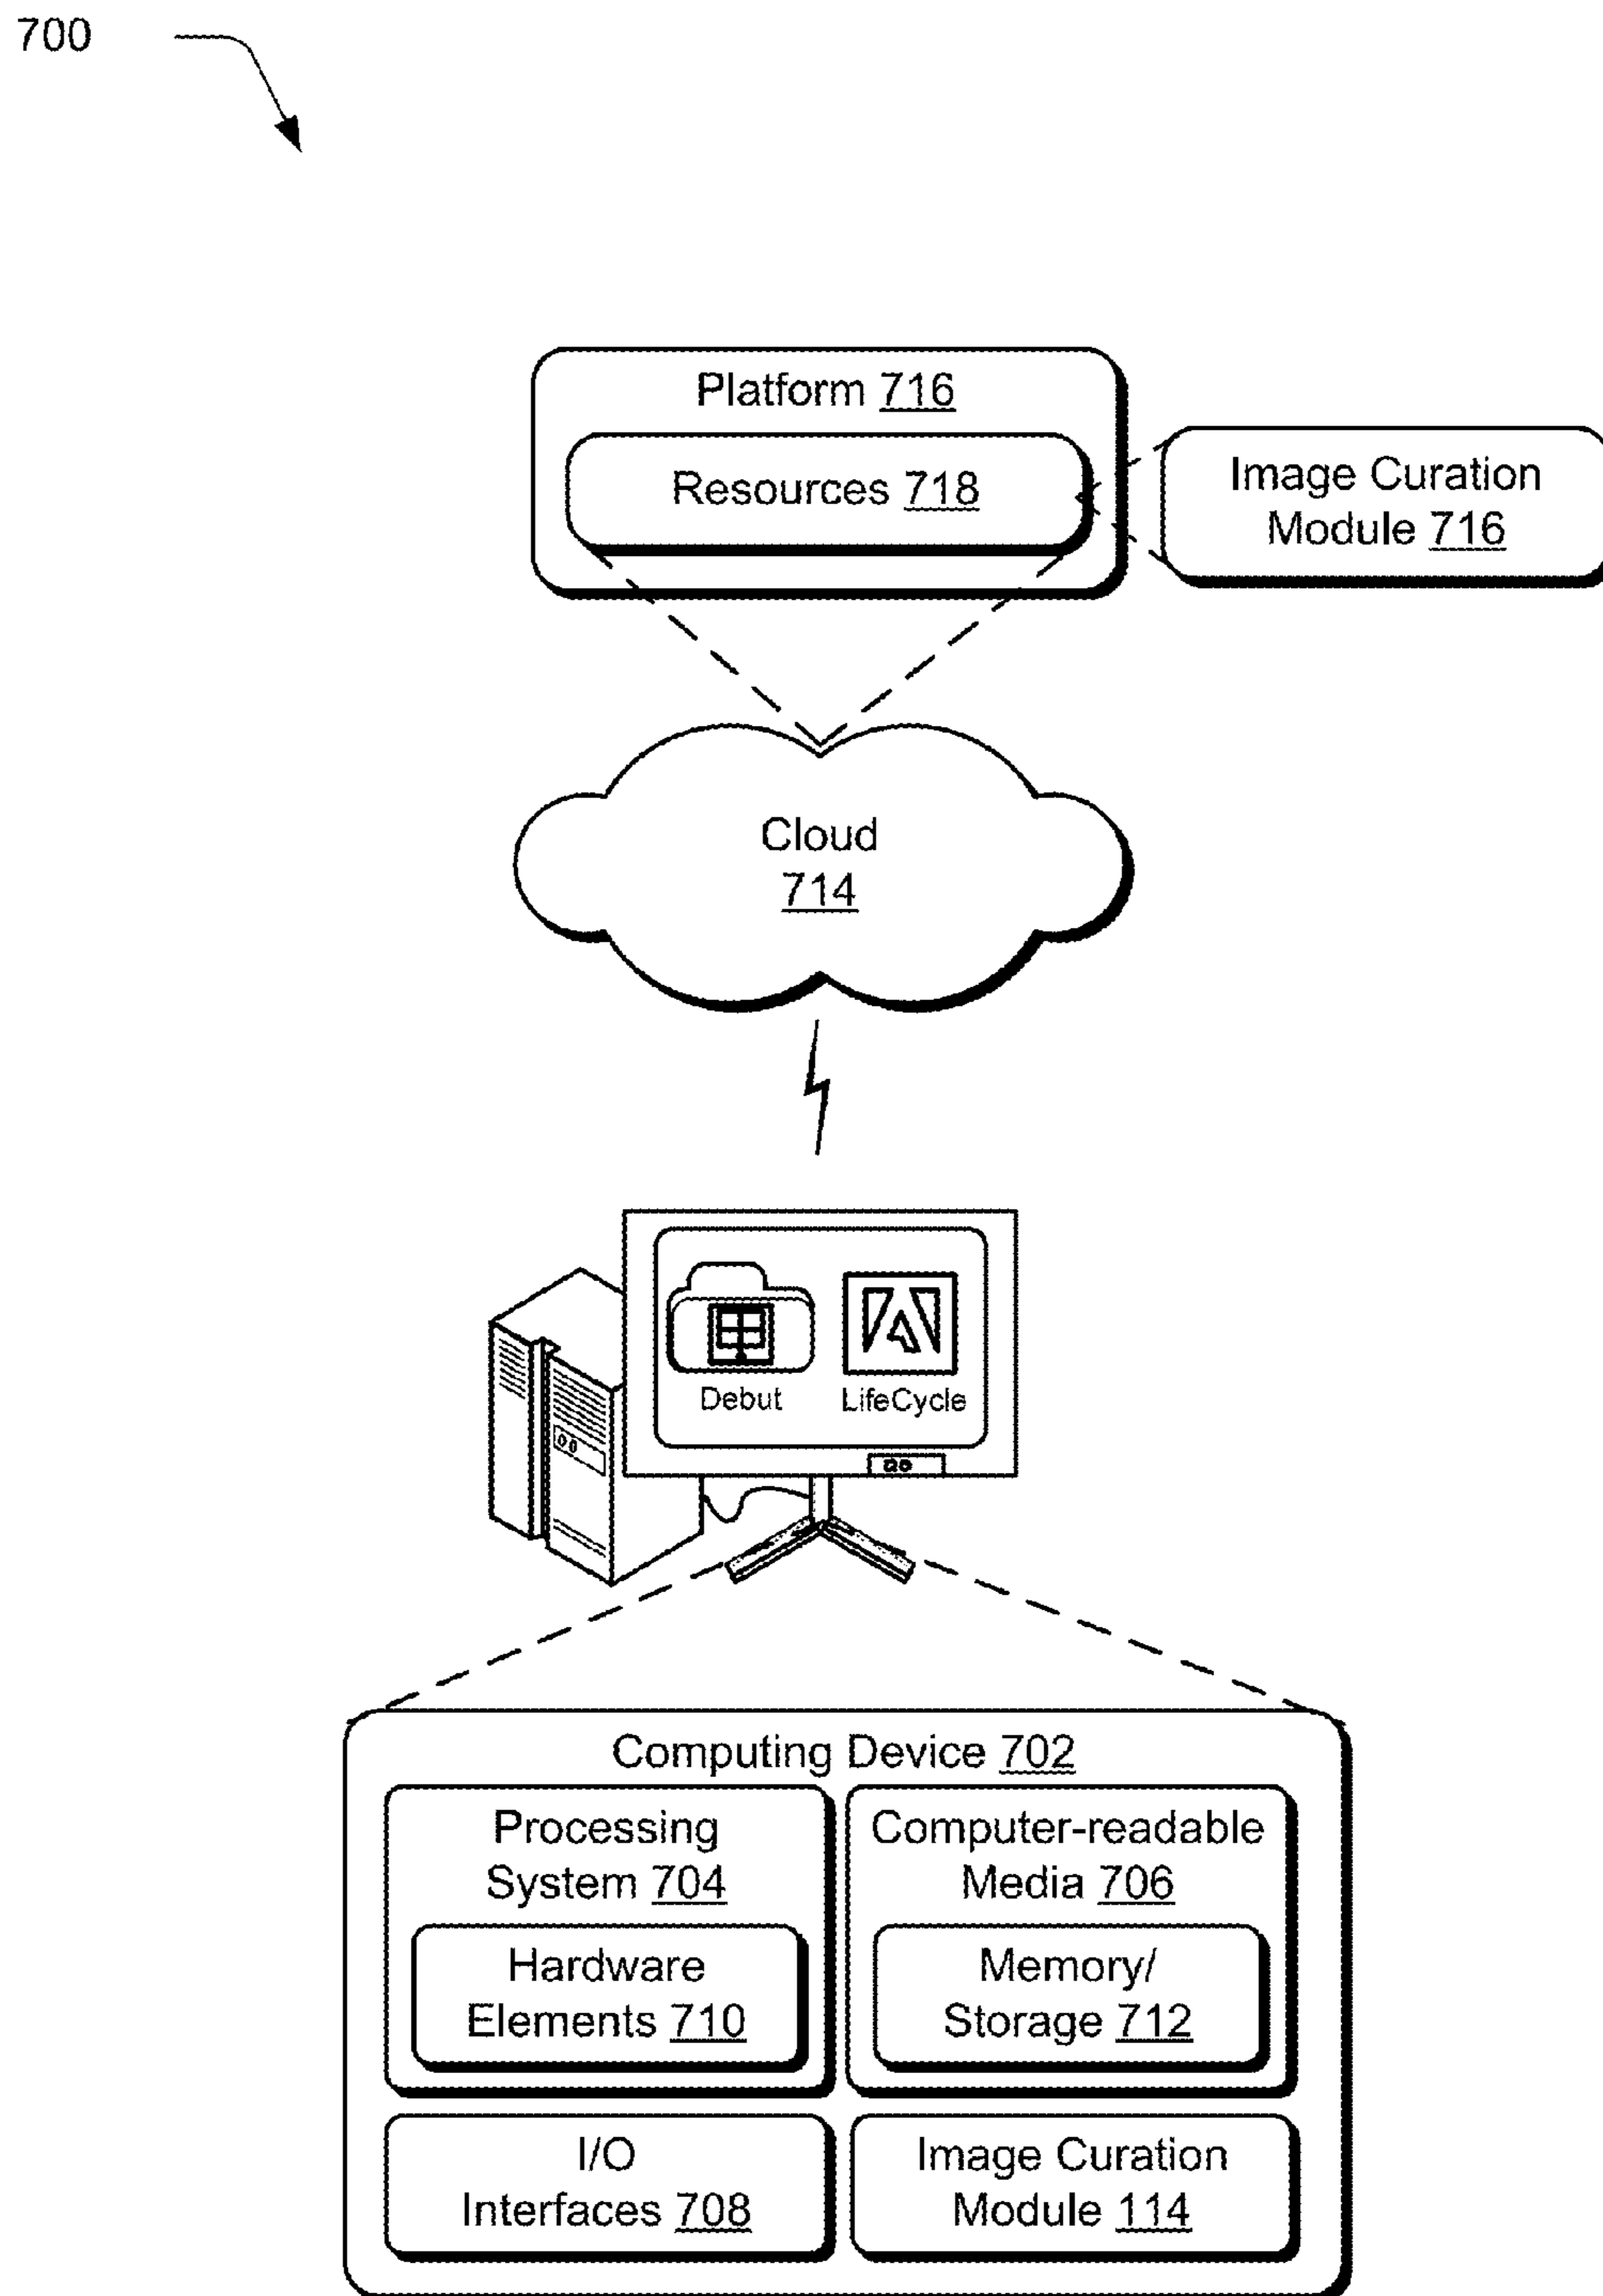 700
Platform 716
Resources 718
Image Curation
Module 716
Cloud
714
Debut
LifeCycle
Computing Device 702
Processing
System 704
Hardware
Elements 710
Computer-readable
Media 706
Memory/
Storage 712
I/O
Interfaces 708
Image Curation
Module 114